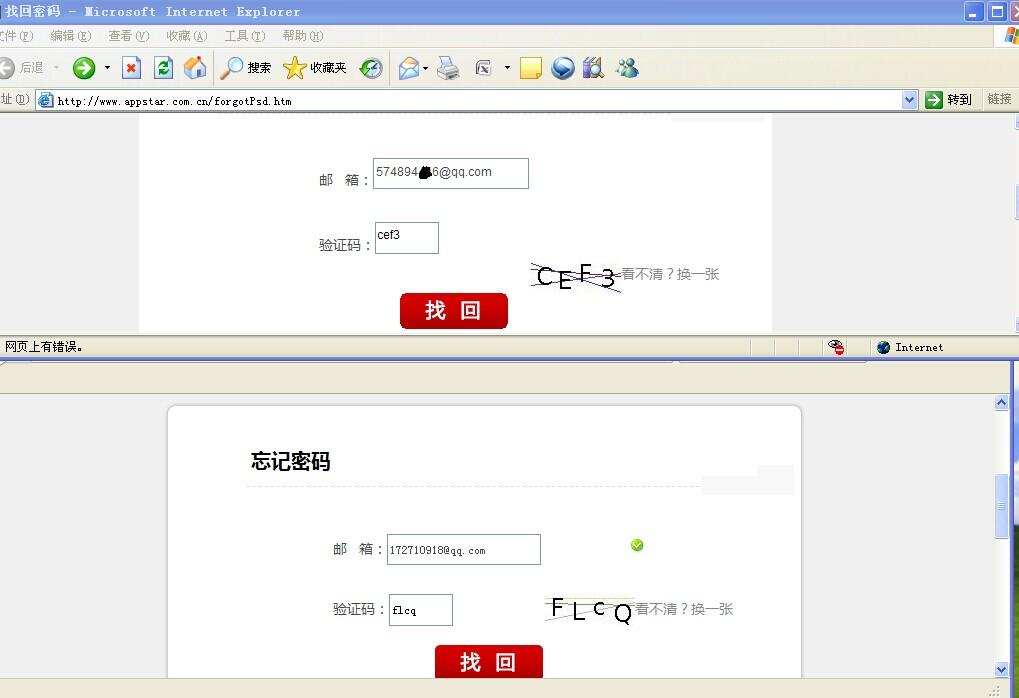 找回密码 - Microsoft Internet Explorer
文件(F) 编辑(E) 查看(V) 收藏(A) 工具(T) 帮助(H)
后退 搜索 收藏夹
址(D) http://www.appstar.com.cn/forgotPsd.htm 转到 链接
邮 箱： 574894 6@qq.com
验证码： cef3
CEF3 看不清？换一张
找 回
网页上有错误。 Internet
忘记密码
邮 箱： 172710918@qq.com
验证码： flcq FLCQ 看不清？换一张
找 回